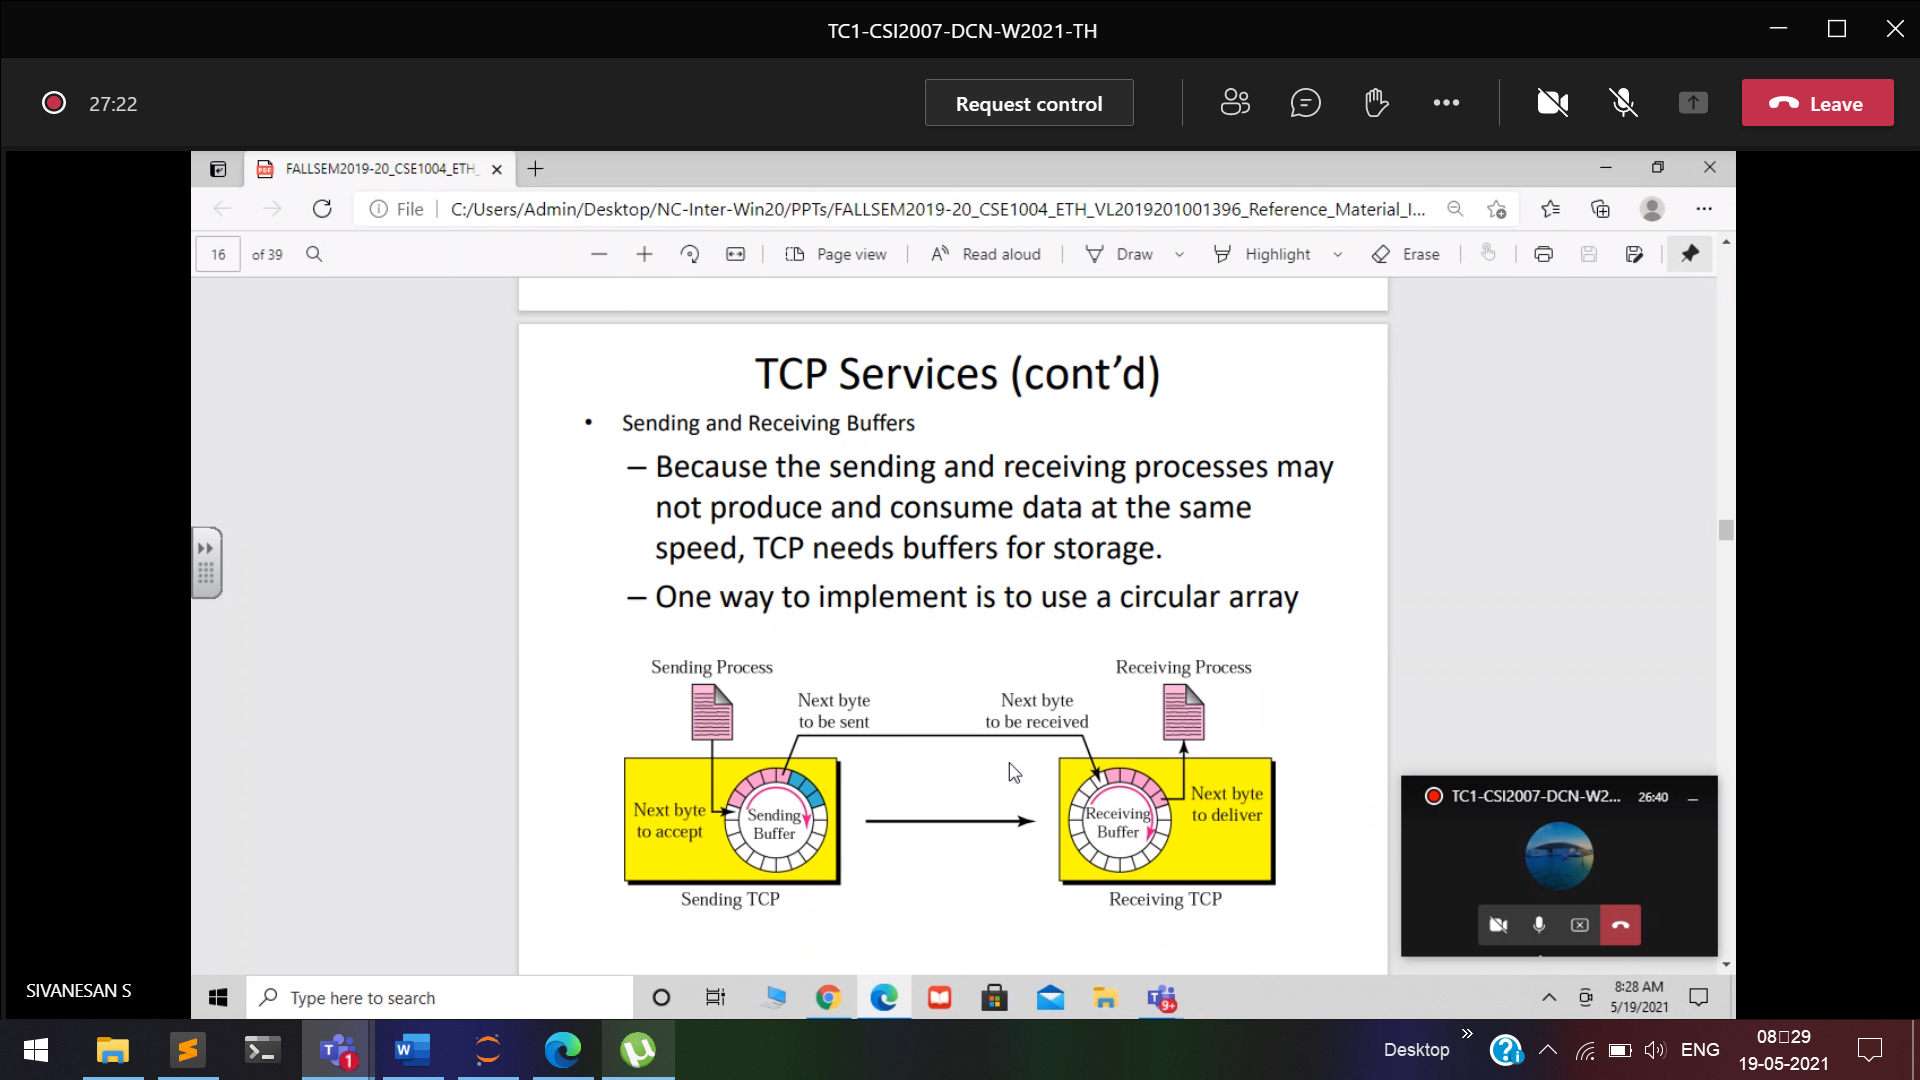 TC1-CSI2007-DCN-W2021-TH
27:22
Request control
Leave
FALLSEM2019-20_CSE1004_ETH_
File
C:/Users/Admin/Desktop/NC-Inter-Win20/PPTs/FALLSEM2019-20_CSE1004_ETH_VL2019201001396_Reference_Material_I...
16 of 39
Page view
Read aloud
Draw
Highlight
Erase
TCP Services (cont’d)
• Sending and Receiving Buffers
– Because the sending and receiving processes may
not produce and consume data at the same
speed, TCP needs buffers for storage.
– One way to implement is to use a circular array
Sending Process
Receiving Process
Next byte
to be sent
Next byte
to be received
Next byte
to accept
Sending
Buffer
Receiving
Buffer
Next byte
to deliver
Sending TCP
Receiving TCP
TC1-CSI2007-DCN-W2...
26:40
SIVANESAN S
Type here to search
9+
8:28 AM
5/19/2021
1
Desktop
ENG
08□29
19-05-2021